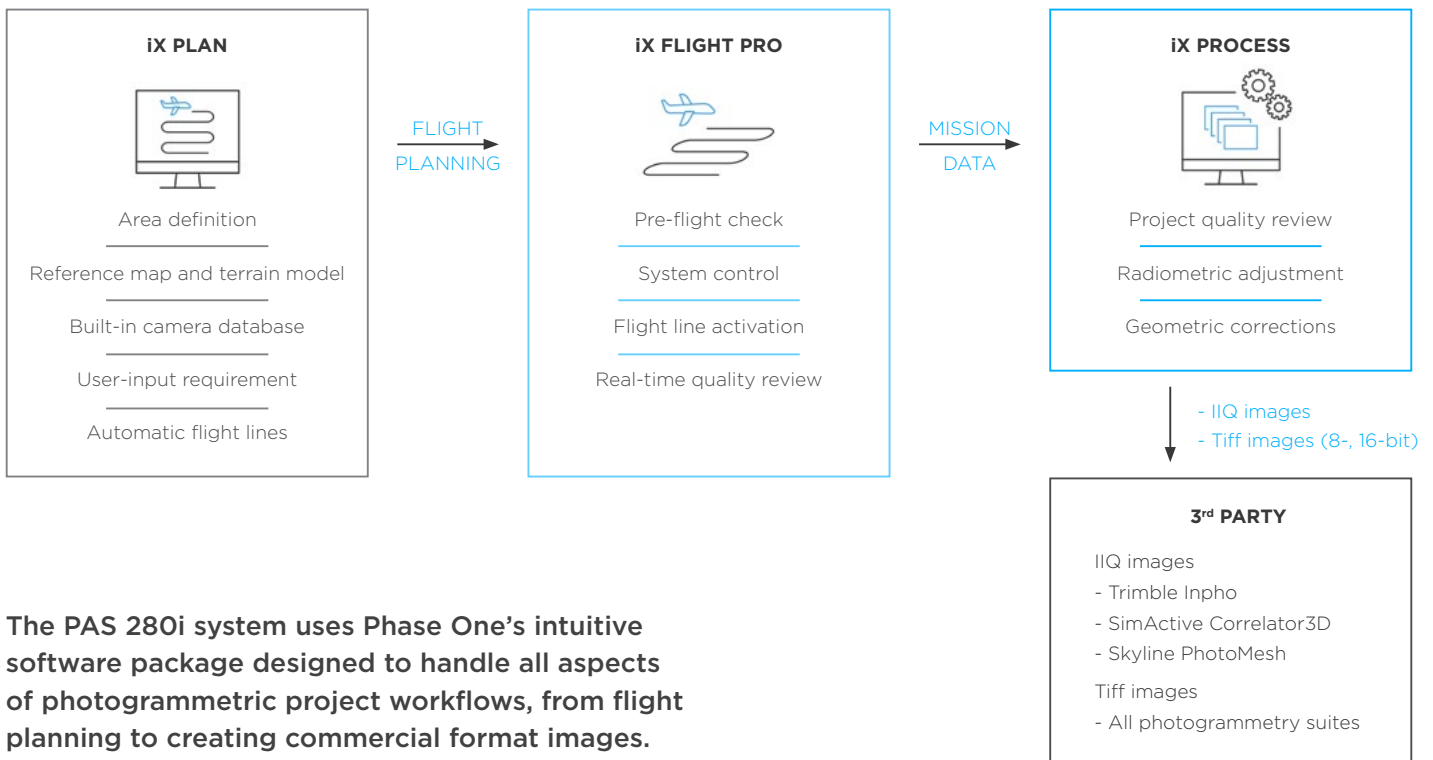 iX PLAN
Area definition
Reference map and terrain model
Built-in camera database
User-input requirement
Automatic flight lines
FLIGHT
PLANNING
iX FLIGHT PRO
Pre-flight check
System control
Flight line activation
Real-time quality review
MISSION
DATA
iX PROCESS
Project quality review
Radiometric adjustment
Geometric corrections
- IIQ images
- Tiff images (8-, 16-bit)
3rd PARTY
IIQ images
- Trimble Inpho
- SimActive Correlator3D
- Skyline PhotoMesh
Tiff images
- All photogrammetry suites
The PAS 280i system uses Phase One's intuitive
software package designed to handle all aspects
of photogrammetric project workflows, from flight
planning to creating commercial format images.